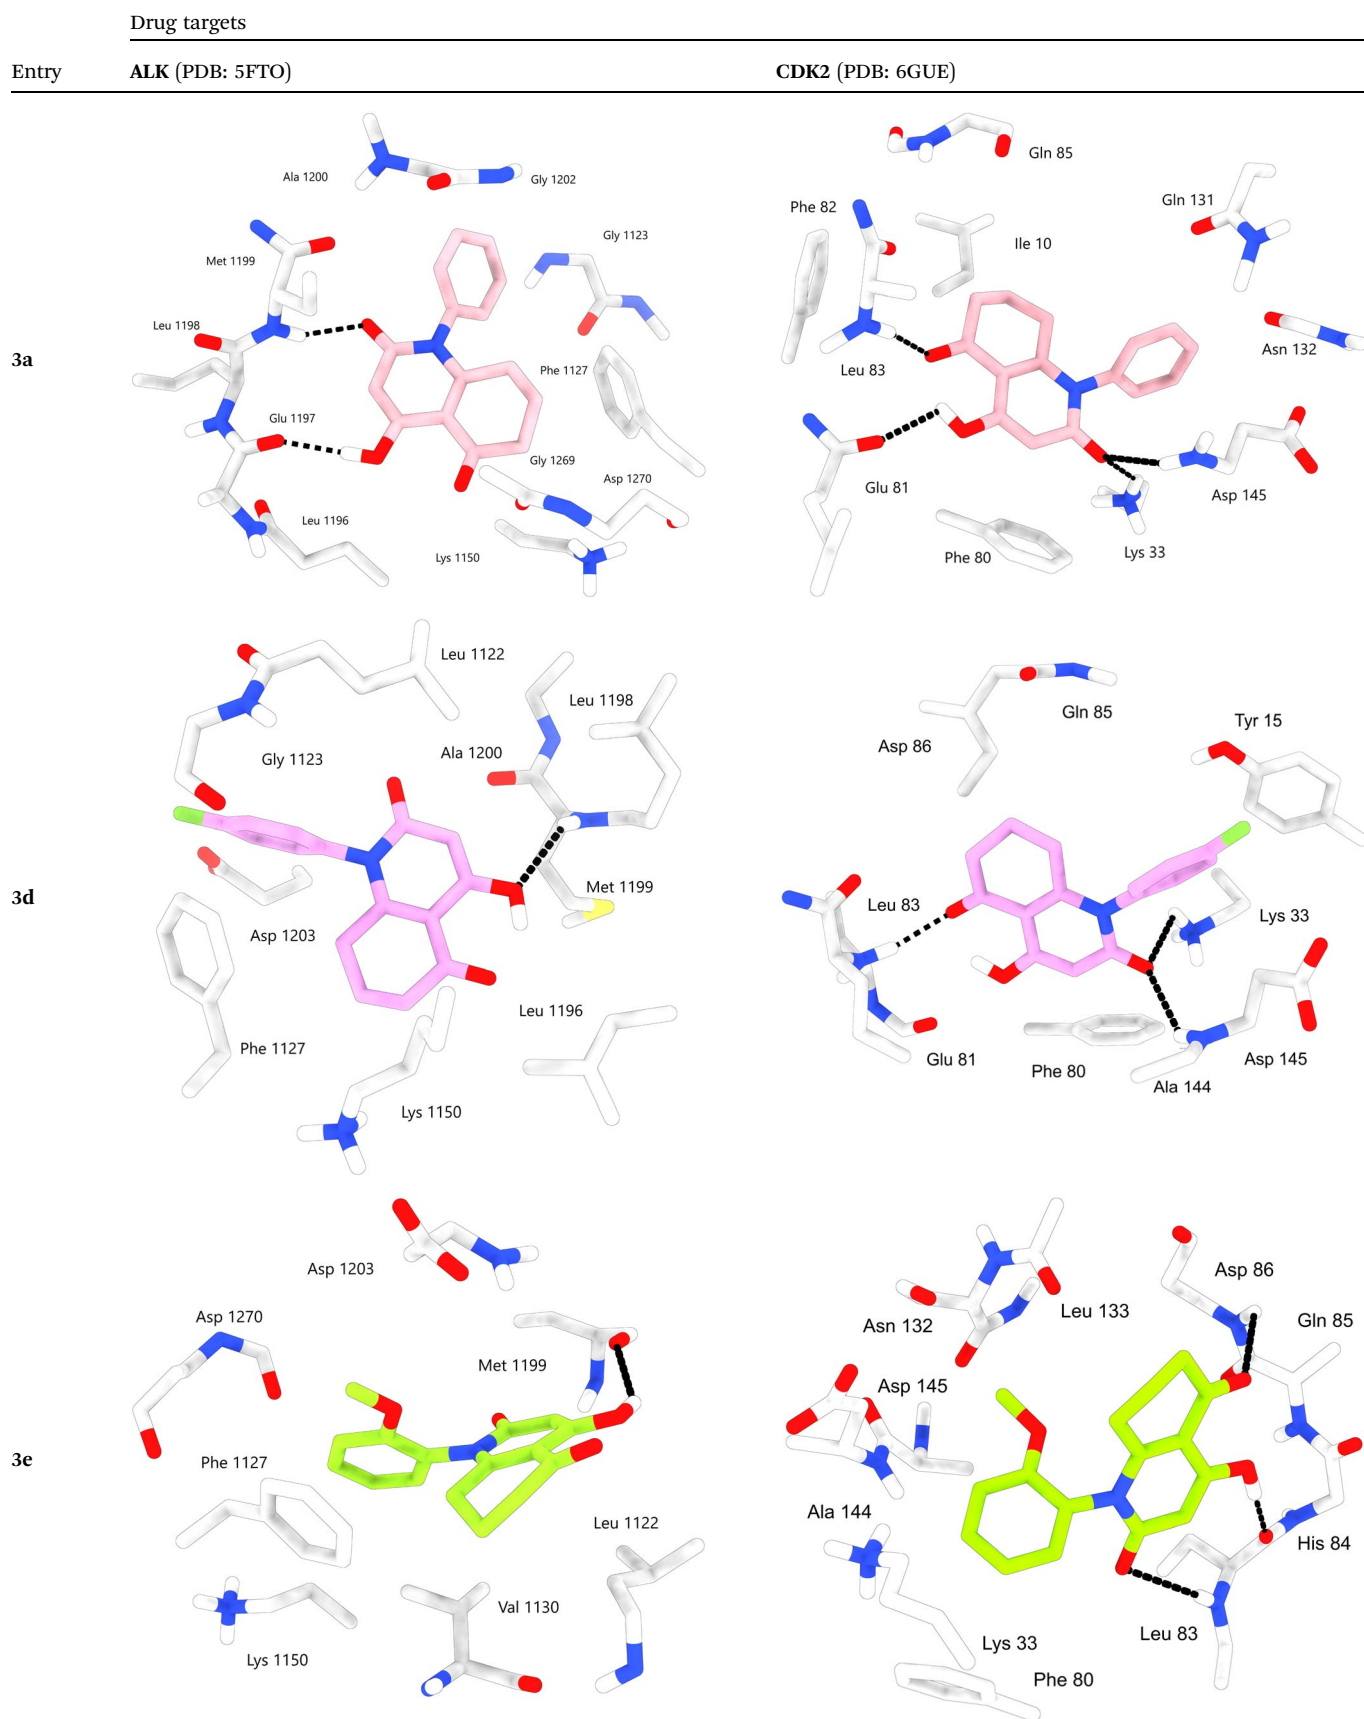 Drug targets
Entry ALK (PDB: 5FTO) CDK2 (PDB: 6GUE)
3a
Ala 1200
Gly 1202
Met 1199
Gly 1123
Leu 1198
Phe 1127
Glu 1197
Gly 1269
Asp 1270
Leu 1196
Lys 1150
Gln 85
Gln 131
Phe 82
Ile 10
Asn 132
Leu 83
Glu 81
Asp 145
Phe 80
Lys 33
3d
Leu 1122
Leu 1198
Gly 1123
Ala 1200
Met 1199
Asp 1203
Leu 1196
Phe 1127
Lys 1150
Gln 85
Tyr 15
Asp 86
Leu 83
Lys 33
Glu 81
Phe 80
Asp 145
Ala 144
3e
Asp 1203
Asp 1270
Met 1199
Phe 1127
Leu 1122
Val 1130
Lys 1150
Asp 86
Leu 133
Gln 85
Asn 132
Asp 145
Ala 144
His 84
Leu 83
Lys 33
Phe 80